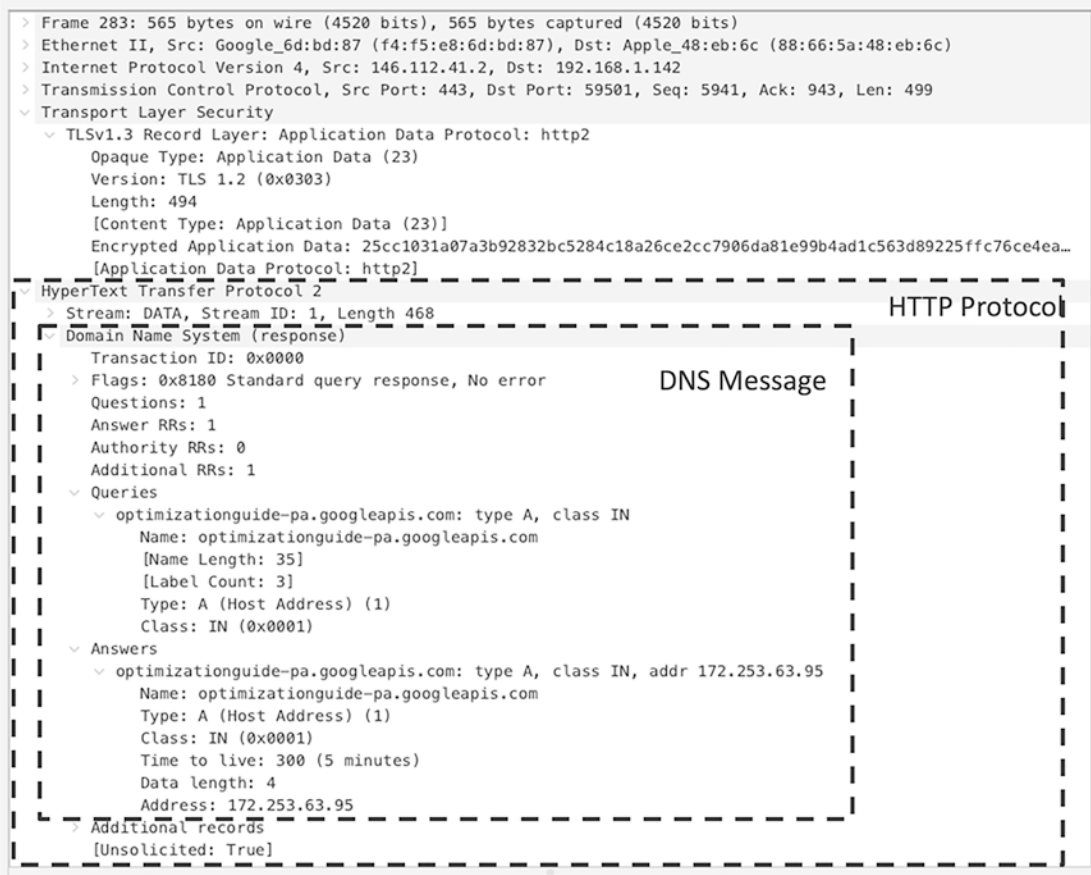 Frame 283: 565 bytes on wire (4520 bits), 565 bytes captured (4520 bits)
Ethernet II, Src: Google_6d:bd:87 (f4:f5:e8:6d:bd:87), Dst: Apple_48:eb:6c (88:66:5a:48:eb:6c)
Internet Protocol Version 4, Src: 146.112.41.2, Dst: 192.168.1.142
Transmission Control Protocol, Src Port: 443, Dst Port: 59501, Seq: 5941, Ack: 943, Len: 499
Transport Layer Security
TLSv1.3 Record Layer: Application Data Protocol: http2
Opaque Type: Application Data (23)
Version: TLS 1.2 (0x0303)
Length: 494
[Content Type: Application Data (23)]
Encrypted Application Data: 25cc1031a07a3b92832bc5284c18a26ce2cc7906da81e99b4ad1c563d89225ffc76ce4ea…
[Application Data Protocol: http2]
HyperText Transfer Protocol 2
HTTP Protocol
Stream: DATA, Stream ID: 1, Length 468
Domain Name System (response)
Transaction ID: 0x0000
Flags: 0x8180 Standard query response, No error
DNS Message
Questions: 1
Answer RRs: 1
Authority RRs: 0
Additional RRs: 1
Queries
optimizationguide-pa.googleapis.com: type A, class IN
Name: optimizationguide-pa.googleapis.com
[Name Length: 35]
[Label Count: 3]
Type: A (Host Address) (1)
Class: IN (0x0001)
Answers
optimizationguide-pa.googleapis.com: type A, class IN, addr 172.253.63.95
Name: optimizationguide-pa.googleapis.com
Type: A (Host Address) (1)
Class: IN (0x0001)
Time to live: 300 (5 minutes)
Data length: 4
Address: 172.253.63.95
Additional records
[Unsolicited: True]